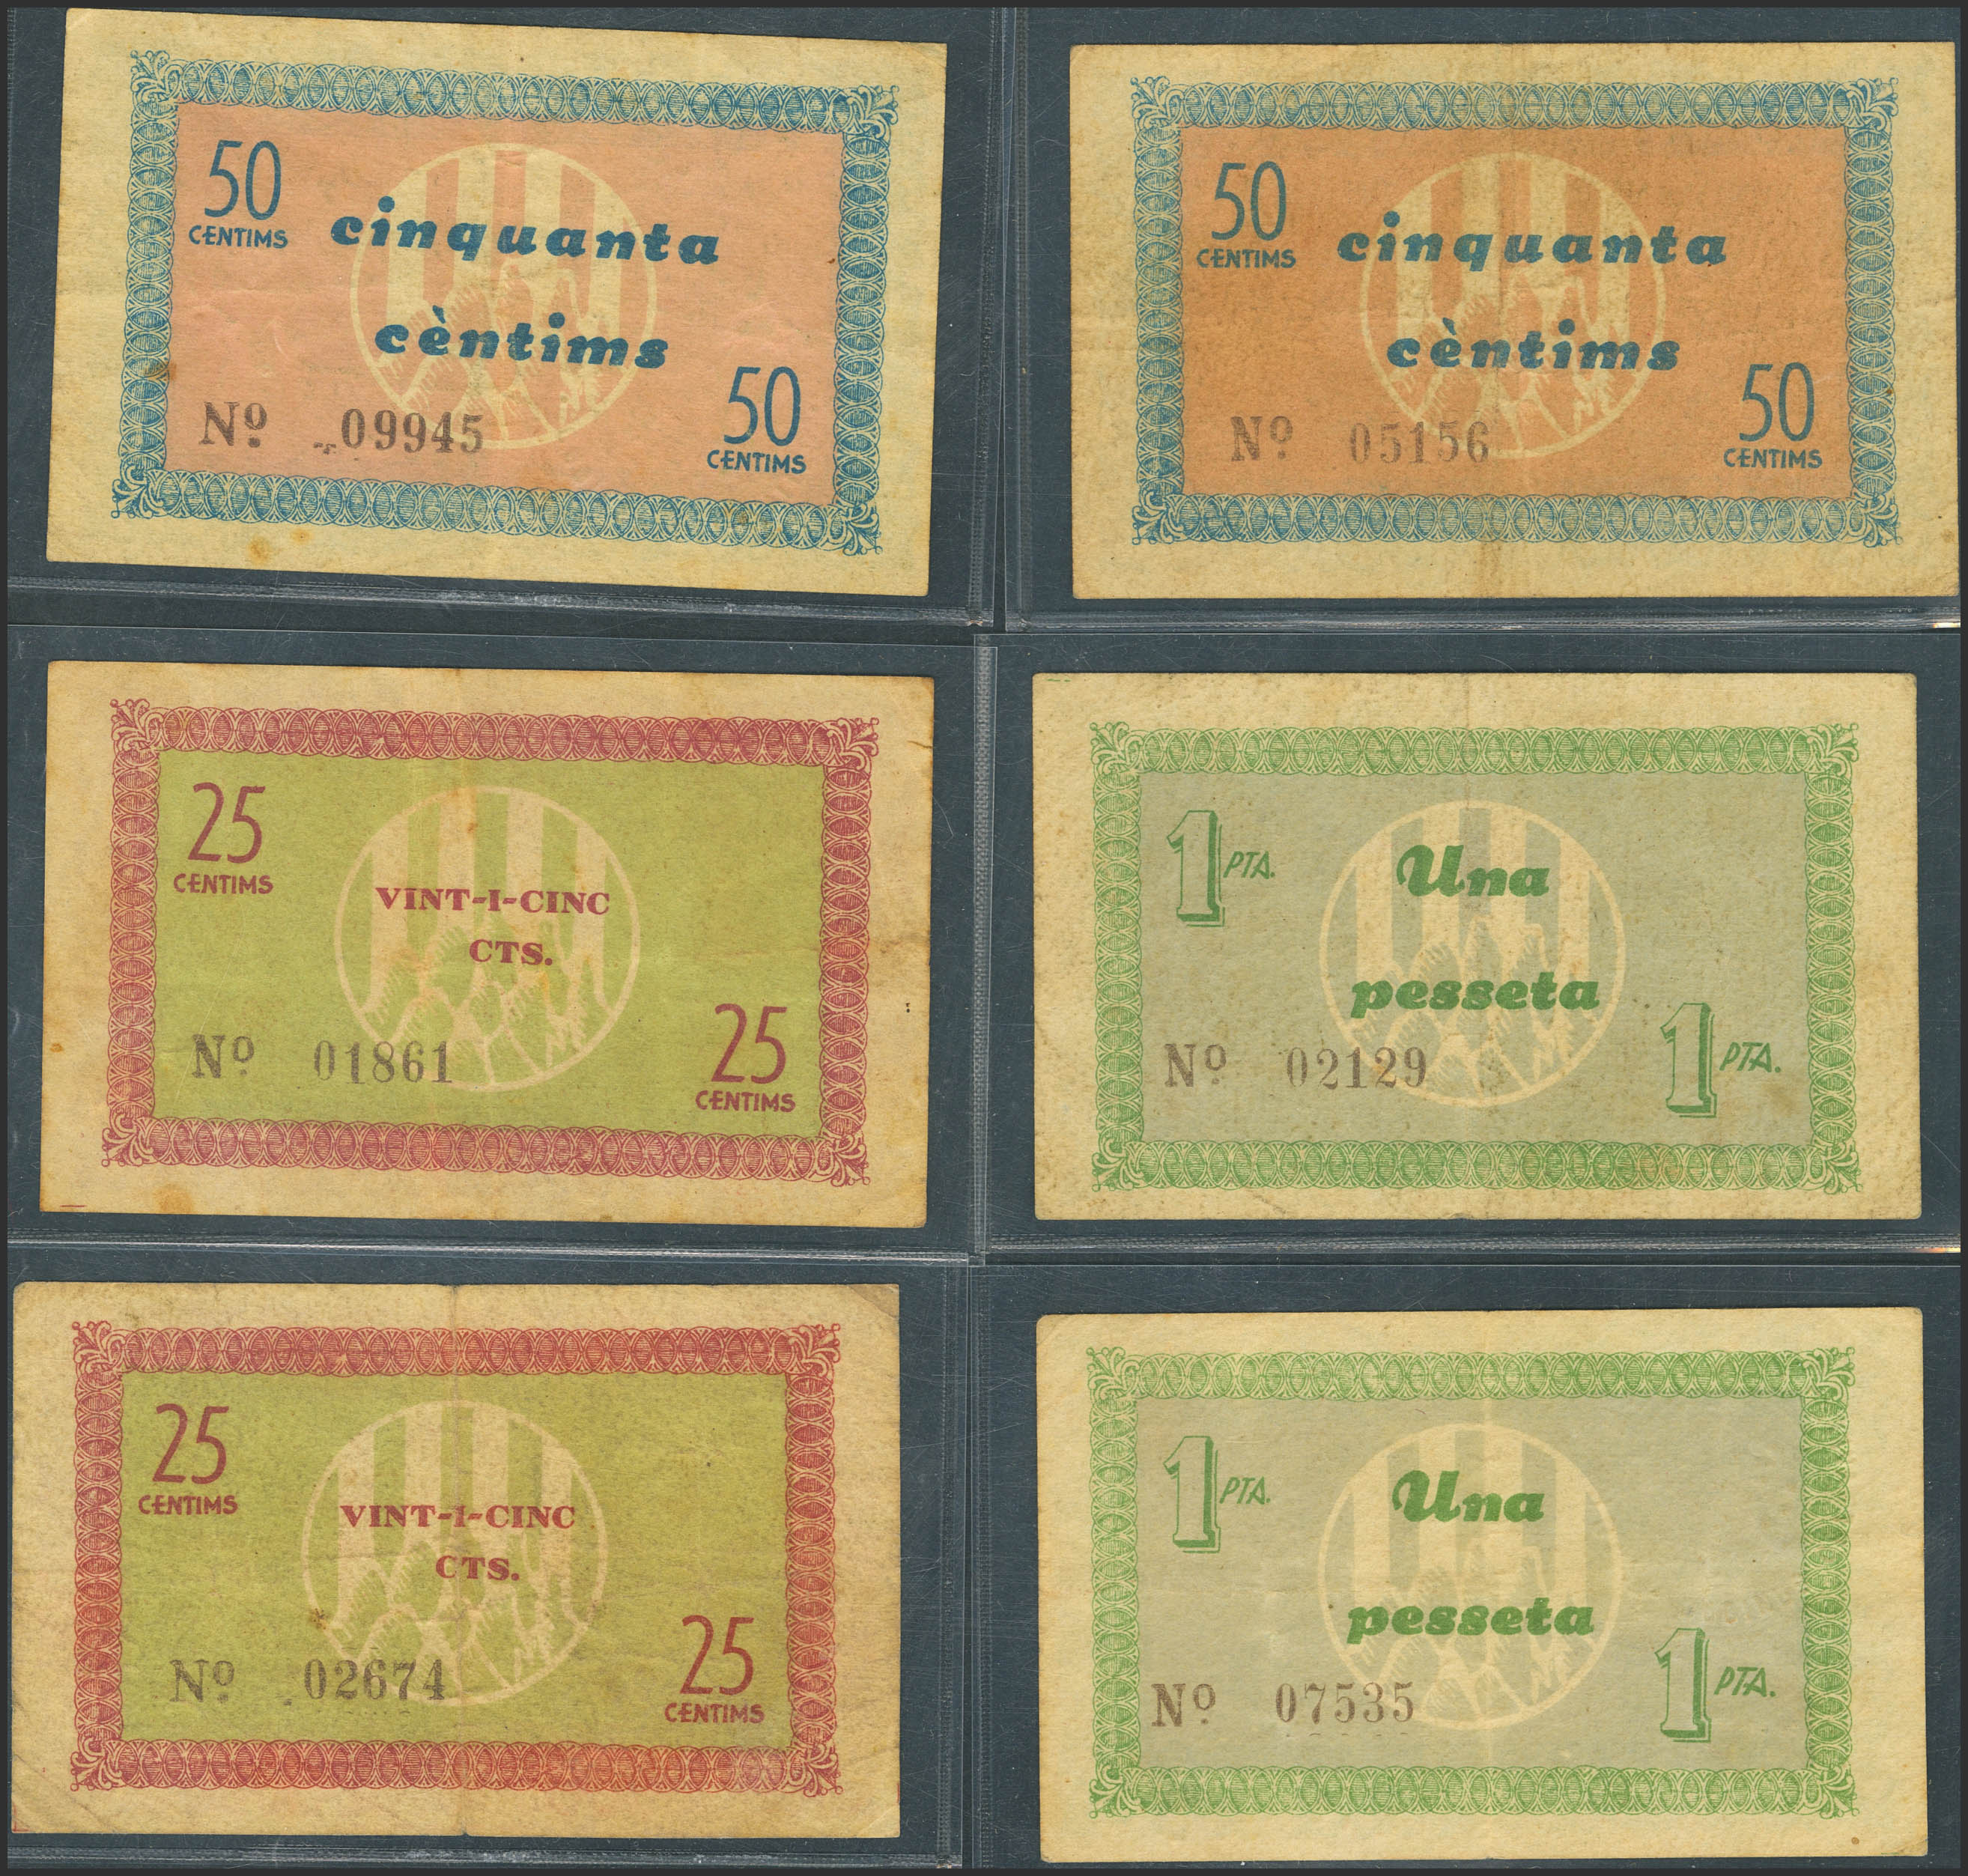 50
CENTIMS
cinquanta
cèntims
Nº 09945
50
CENTIMS
50
CENTIMS
cinquanta
cèntims
Nº 05156
50
CENTIMS
25
CENTIMS
VINT-I-CINC
CTS.
Nº 01861
25
CENTIMS
1 PTA.
Una
pesseta
Nº 02129
1 PTA.
25
CENTIMS
VINT-I-CINC
CTS.
Nº 02674
25
CENTIMS
1 PTA.
Una
pesseta
Nº 07535
1 PTA.